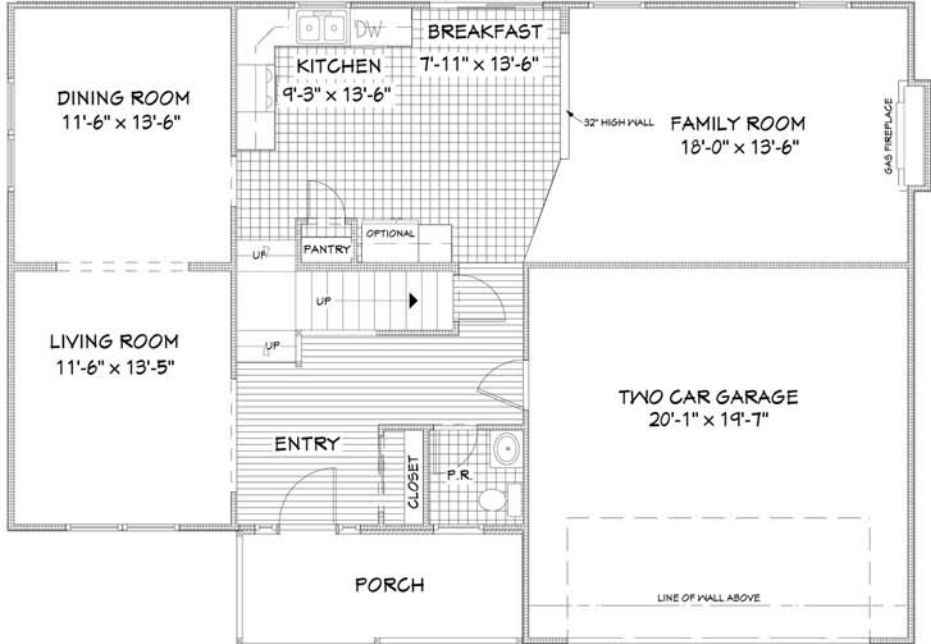 DW
BREAKFAST
7'-11" x 13'-6"
KITCHEN
9'-3" x 13'-6"
DINING ROOM
11'-6" x 13'-6"
32" HIGH WALL
FAMILY ROOM
18'-0" x 13'-6"
GAS FIREPLACE
OPTIONAL
PANTRY
UP
UP
UP
LIVING ROOM
11'-6" x 13'-5"
TWO CAR GARAGE
20'-1" x 19'-7"
ENTRY
CLOSET
P.R.
PORCH
LINE OF WALL ABOVE